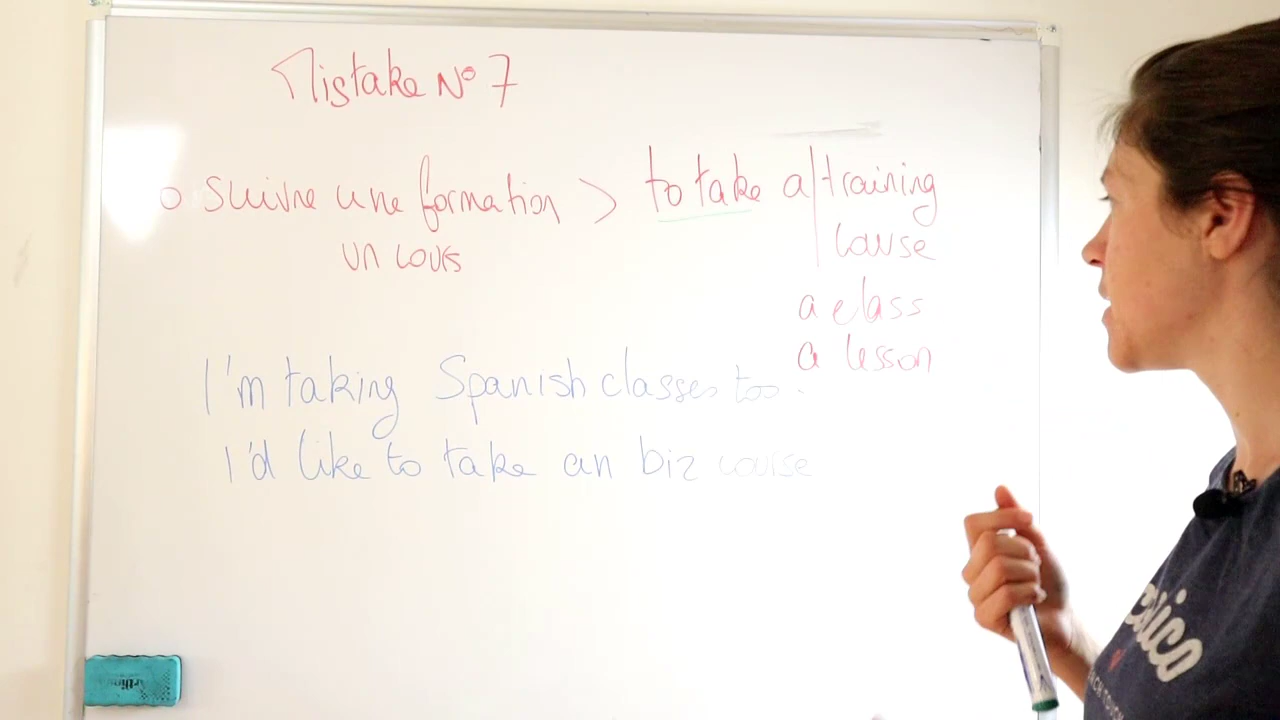 Mistake N° 7
o suivre une formation > to take a training
un cours
course
a class
a lesson
I'm taking Spanish classes too.
I'd like to take an biz course